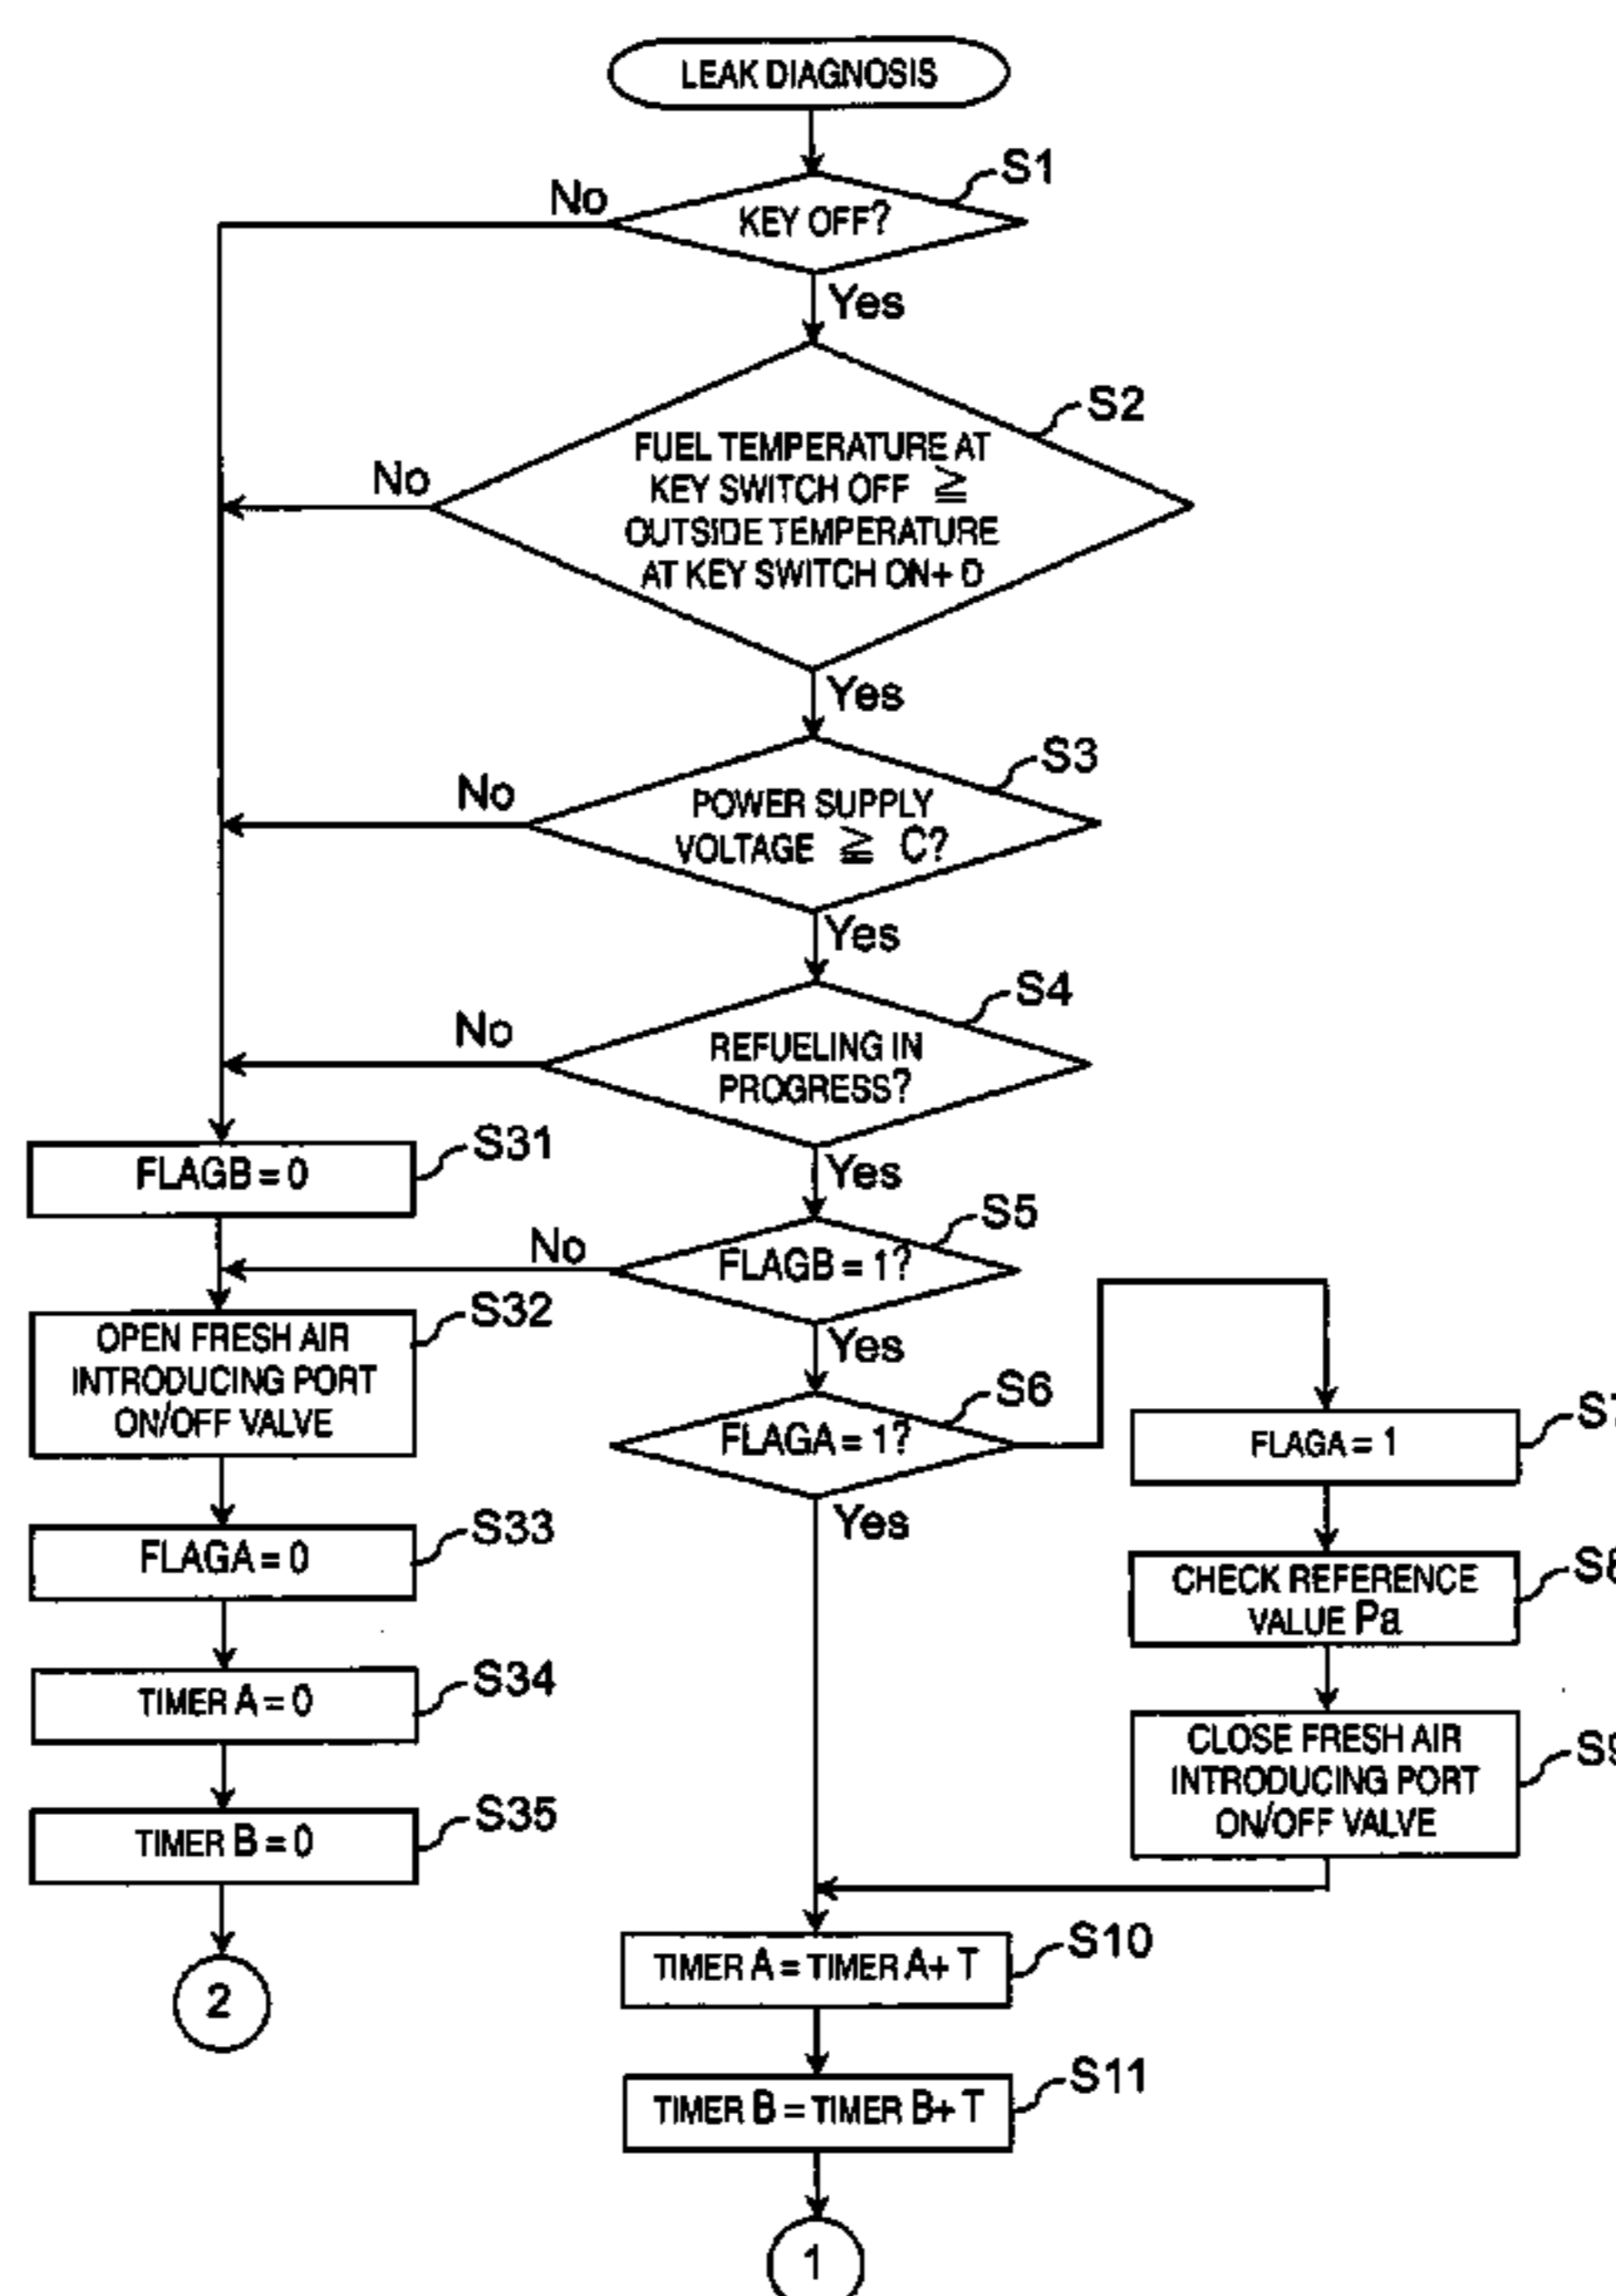 LEAK DIAGNOSIS
S1
No
KEY OFF?
Yes
S2
No
FUEL TEMPERATURE AT
KEY SWITCH OFF ≧
OUTSIDE TEMPERATURE
AT KEY SWITCH ON+ D
Yes
S3
No
POWER SUPPLY
VOLTAGE ≧ C?
Yes
S4
No
REFUELING IN
PROGRESS?
Yes
S31
FLAGB = 0
S5
No
FLAGB = 1?
Yes
S32
OPEN FRESH AIR
INTRODUCING PORT
ON/OFF VALVE
S6
FLAGA = 1?
Yes
S7
FLAGA = 1
S33
FLAGA = 0
S8
CHECK REFERENCE
VALUE Pa
S34
TIMER A = 0
S9
CLOSE FRESH AIR
INTRODUCING PORT
ON/OFF VALVE
S35
TIMER B = 0
2
S10
TIMER A = TIMER A+ T
S11
TIMER B = TIMER B+ T
1